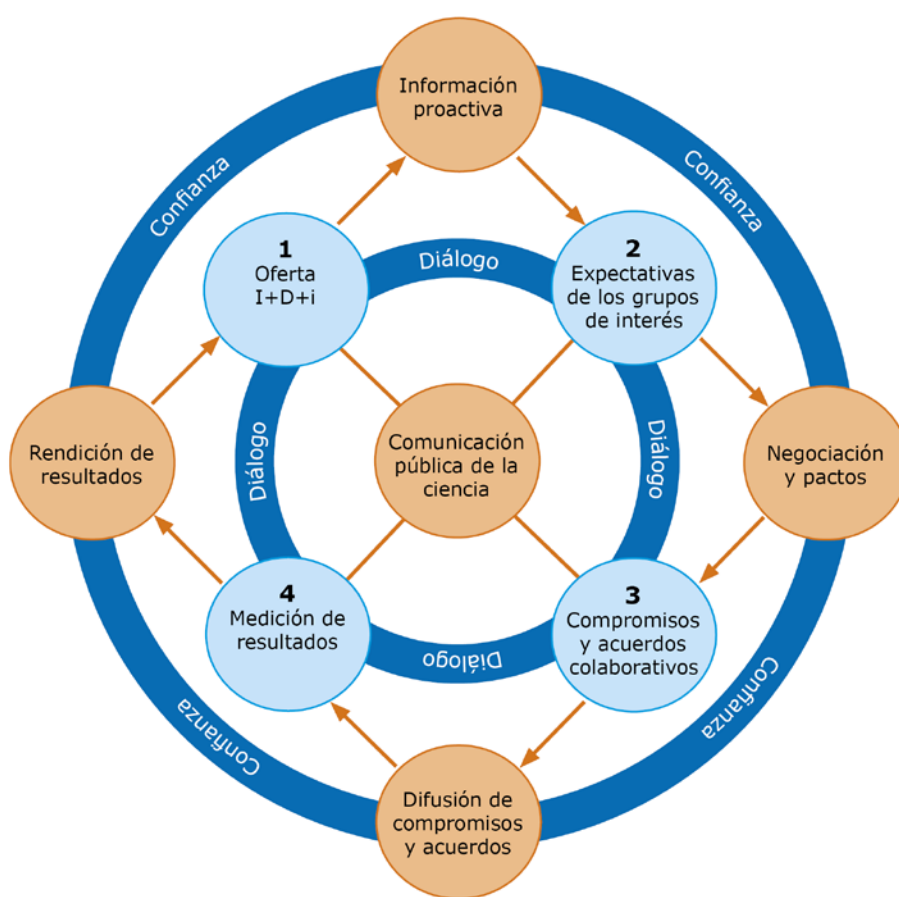 Información
proactiva
Confianza
Confianza
1
Oferta
I+D+i
Diálogo
2
Expectativas
de los grupos
de interés
Rendición de
resultados
Diálogo
Comunicación
pública de la
ciencia
Diálogo
Negociación
y pactos
4
Medición de
resultados
Diálogo
3
Compromisos
y acuerdos
colaborativos
Confianza
Confianza
Difusión de
compromisos
y acuerdos